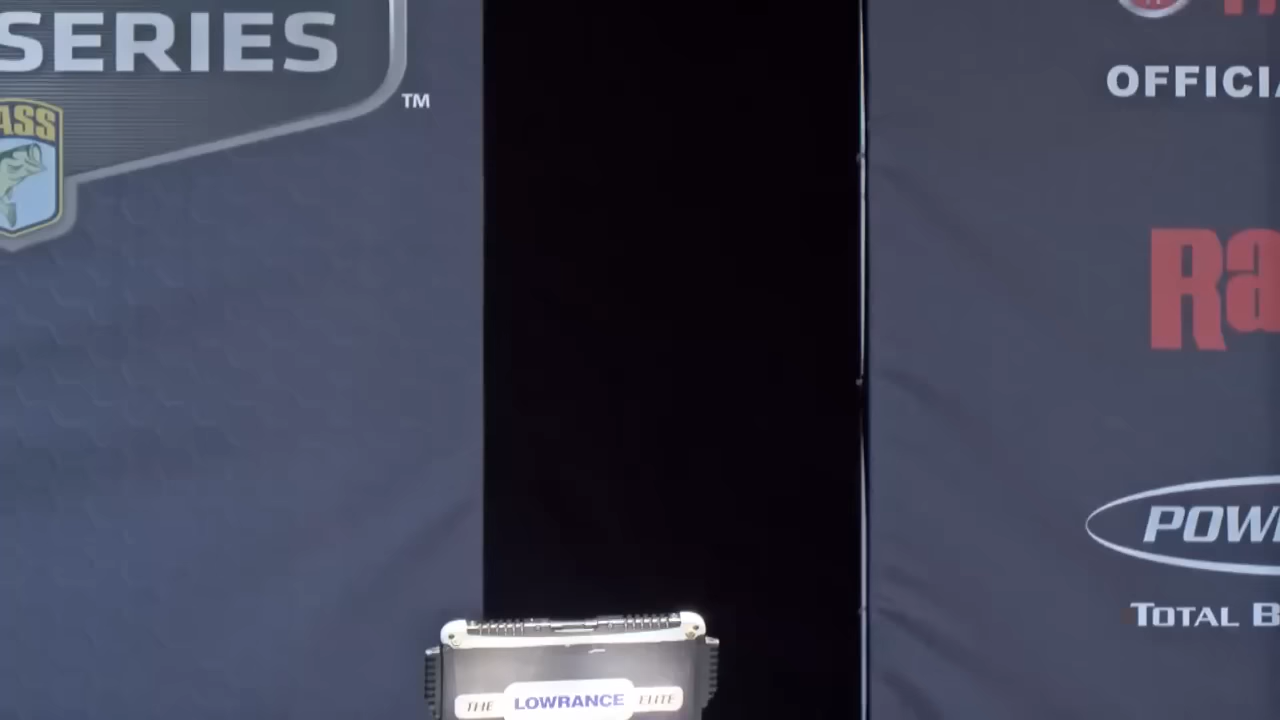 SERIES
TM
ASS
OFFICIA
Ra
POW
TOTAL B
THE LOWRANCE ELITE